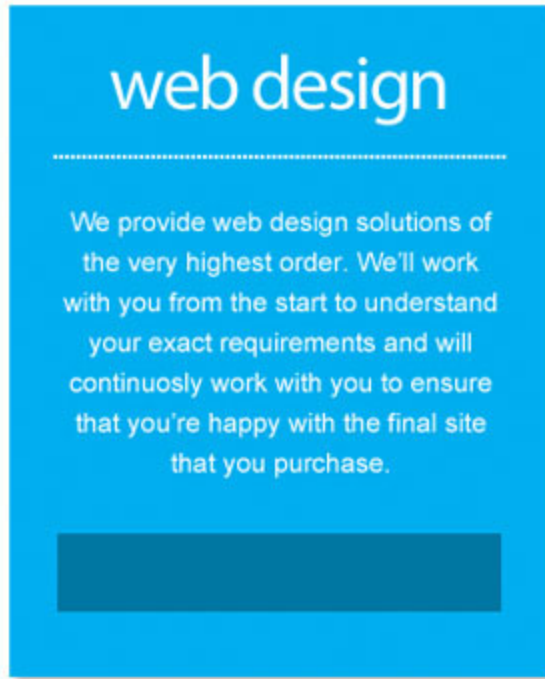 web design
We provide web design solutions of
the very highest order. We'll work
with you from the start to understand
your exact requirements and will
continuosly work with you to ensure
that you're happy with the final site
that you purchase.